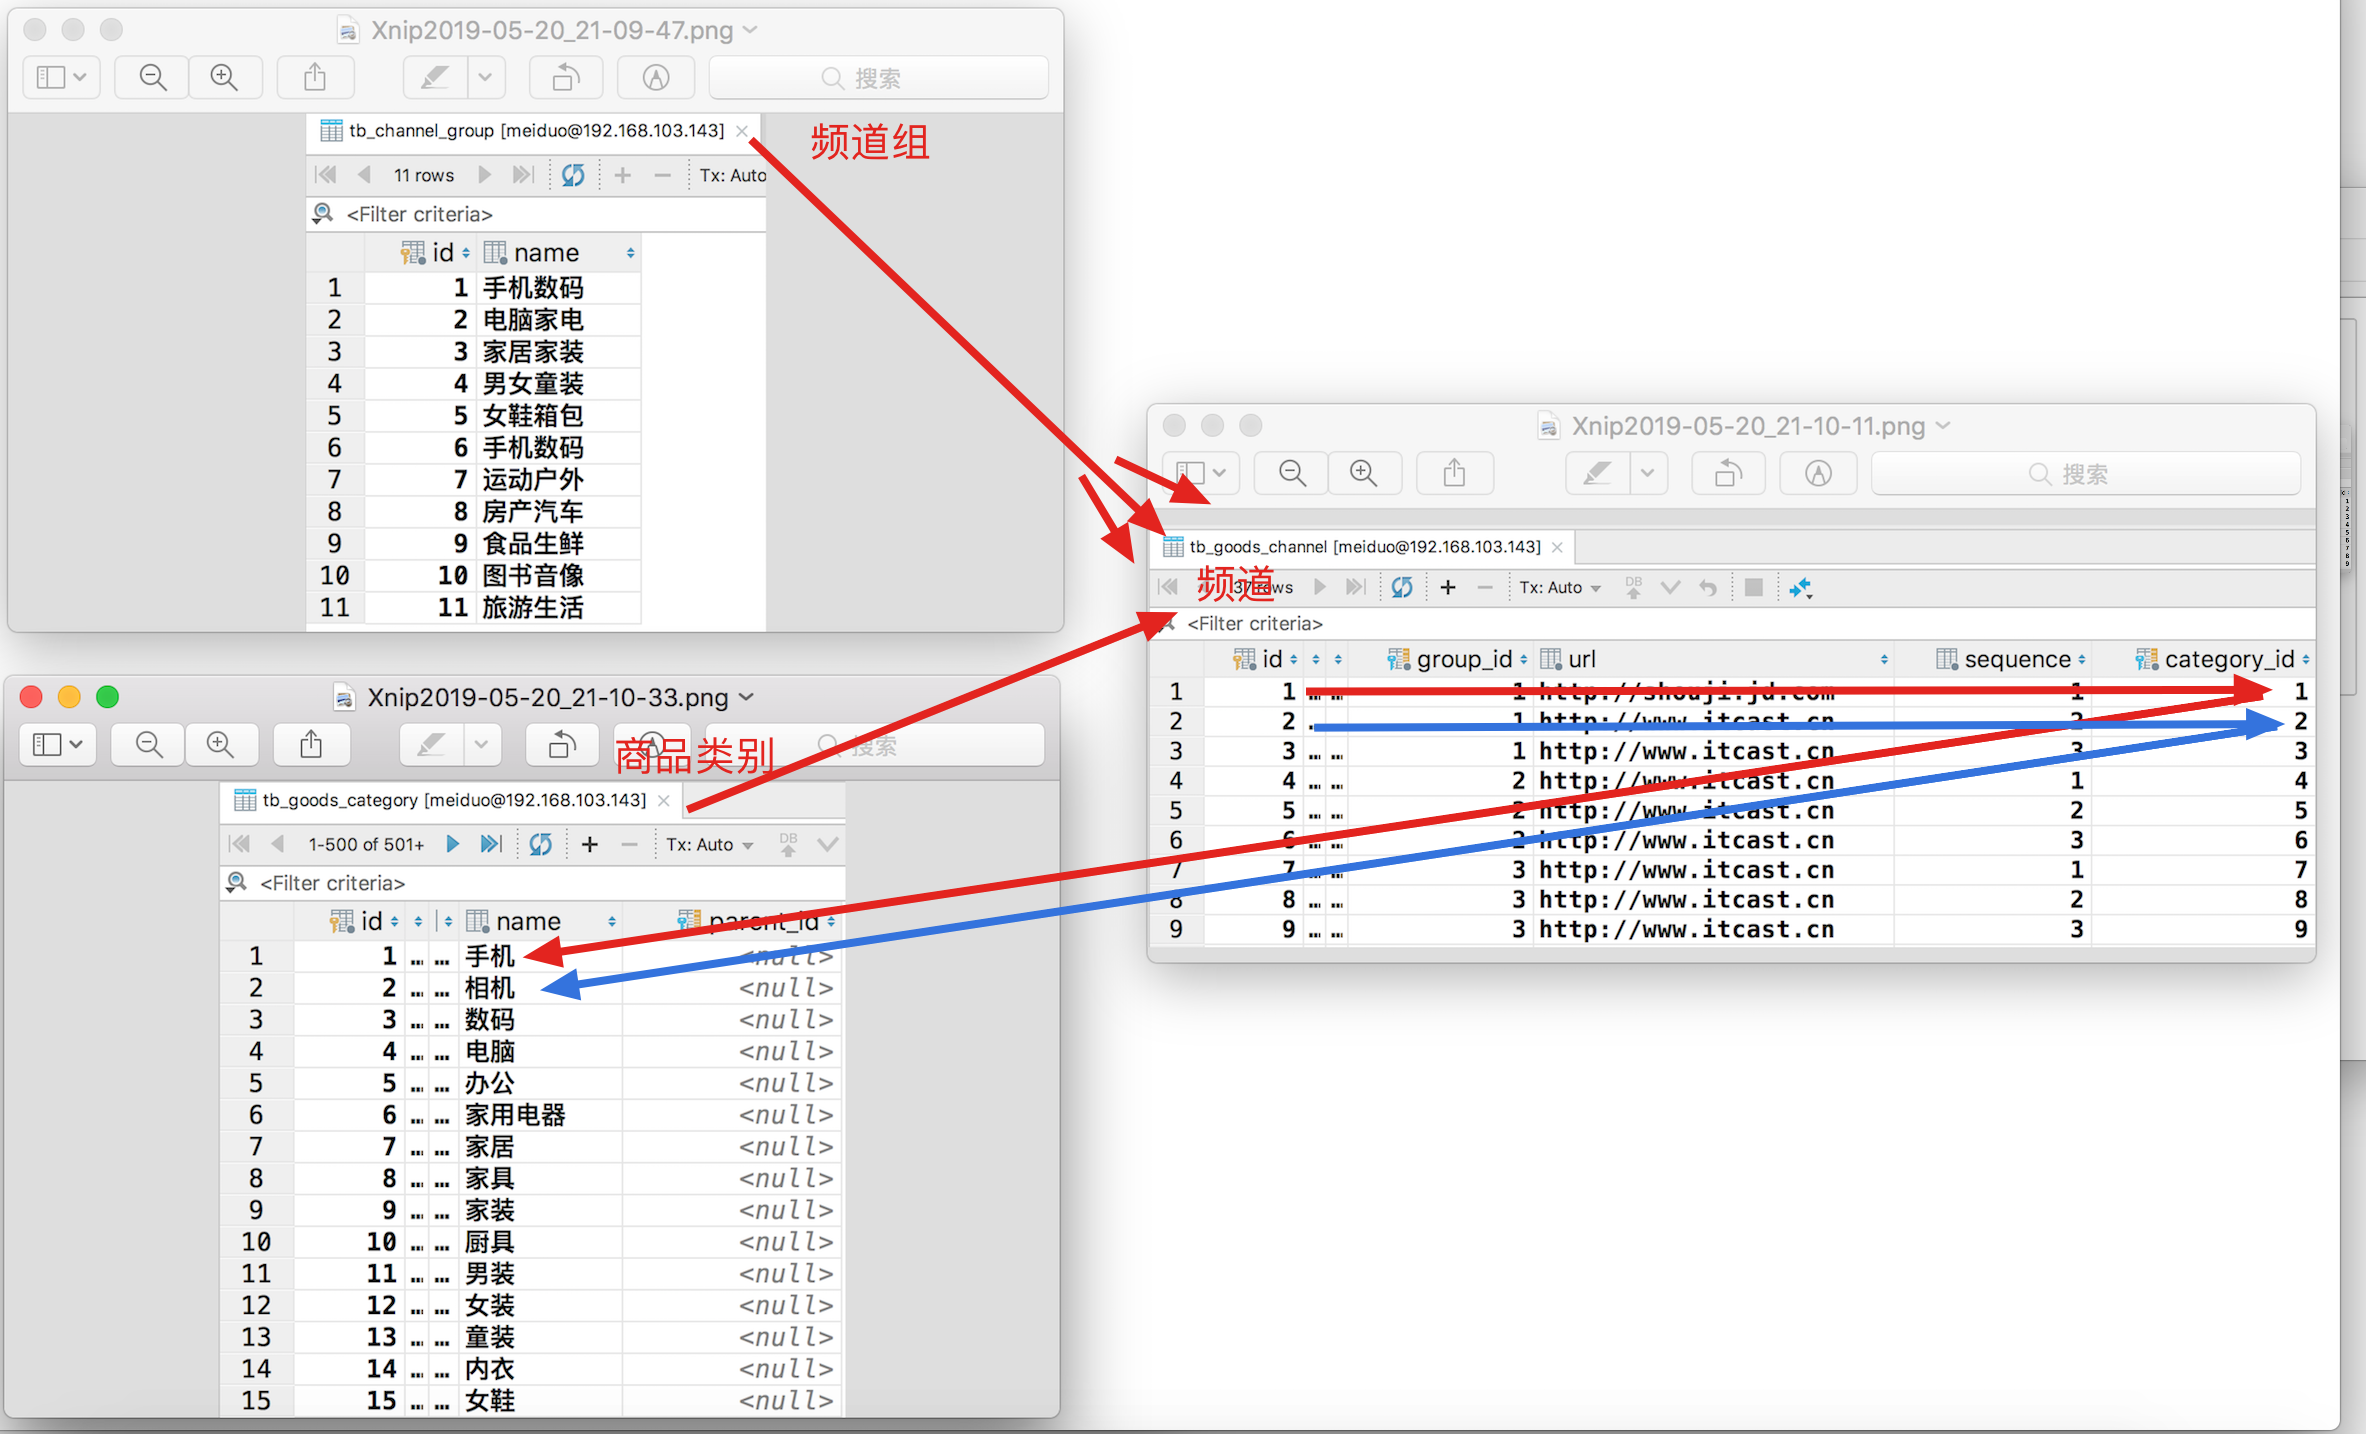 Xnip2019-05-20_21-09-47.png
搜索
tb_channel_group [meiduo@192.168.103.143]
频道组
11 rows Tx: Auto
<Filter criteria>
id name
1 1 手机数码
2 2 电脑家电
3 3 家居家装
4 4 男女童装
5 5 女鞋箱包
6 6 手机数码
7 7 运动户外
8 8 房产汽车
9 9 食品生鲜
10 10 图书音像
11 11 旅游生活
Xnip2019-05-20_21-10-11.png
搜索
tb_goods_channel [meiduo@192.168.103.143]
频道
37 rows Tx: Auto DB
<Filter criteria>
id group_id url sequence category_id
1 1 … … 1 http://shouji.jd.com 1 1
2 2 … 1 http://www.itcast.cn 2 2
3 3 … … 1 http://www.itcast.cn 3 3
4 4 … … 2 http://www.itcast.cn 1 4
5 5 … … 2 http://www.itcast.cn 2 5
6 6 … … 2 http://www.itcast.cn 3 6
7 7 … … 3 http://www.itcast.cn 1 7
8 8 … … 3 http://www.itcast.cn 2 8
9 9 … … 3 http://www.itcast.cn 3 9
Xnip2019-05-20_21-10-33.png
商品类别
搜索
tb_goods_category [meiduo@192.168.103.143]
1-500 of 501+ Tx: Auto DB
<Filter criteria>
id name parent_id
1 1 … … 手机 <null>
2 2 … … 相机 <null>
3 3 … … 数码 <null>
4 4 … … 电脑 <null>
5 5 … … 办公 <null>
6 6 … … 家用电器 <null>
7 7 … … 家居 <null>
8 8 … … 家具 <null>
9 9 … … 家装 <null>
10 10 … … 厨具 <null>
11 11 … … 男装 <null>
12 12 … … 女装 <null>
13 13 … … 童装 <null>
14 14 … … 内衣 <null>
15 15 … … 女鞋 <null>